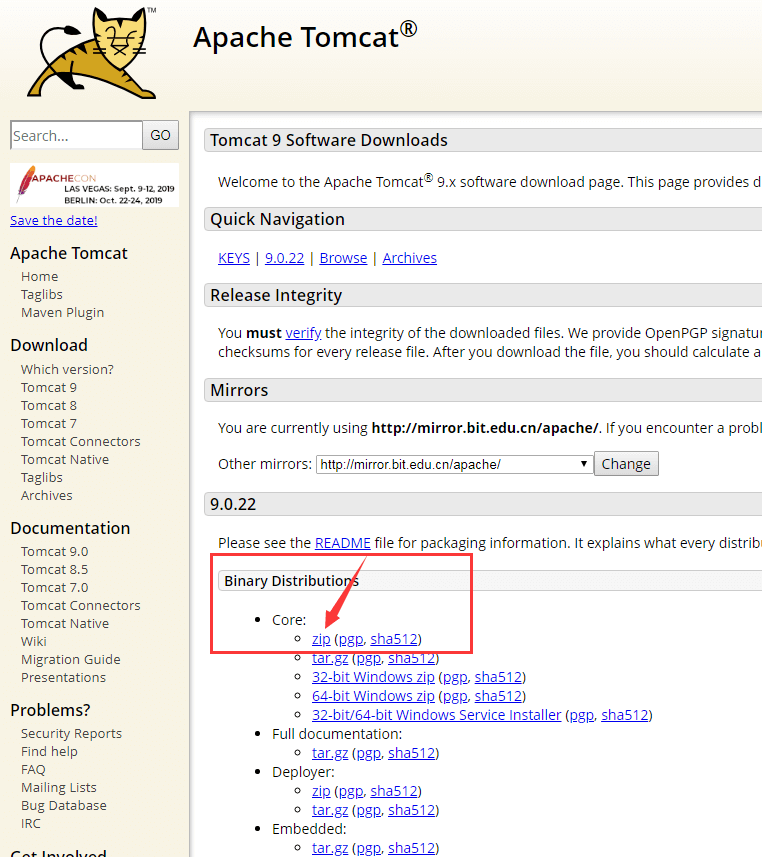 TM
Apache Tomcat®
Search...
GO
APACHECON
LAS VEGAS: Sept. 9-12, 2019
BERLIN: Oct. 22-24, 2019
Save the date!
Apache Tomcat
Home
Taglibs
Maven Plugin
Download
Which version?
Tomcat 9
Tomcat 8
Tomcat 7
Tomcat Connectors
Tomcat Native
Taglibs
Archives
Documentation
Tomcat 9.0
Tomcat 8.5
Tomcat 7.0
Tomcat Connectors
Tomcat Native
Wiki
Migration Guide
Presentations
Problems?
Security Reports
Find help
FAQ
Mailing Lists
Bug Database
IRC
Get Involved
Tomcat 9 Software Downloads
Welcome to the Apache Tomcat® 9.x software download page. This page provides d
Quick Navigation
KEYS | 9.0.22 | Browse | Archives
Release Integrity
You must verify the integrity of the downloaded files. We provide OpenPGP signatu
checksums for every release file. After you download the file, you should calculate a
Mirrors
You are currently using http://mirror.bit.edu.cn/apache/. If you encounter a probl
Other mirrors: http://mirror.bit.edu.cn/apache/ Change
9.0.22
Please see the README file for packaging information. It explains what every distrib
Binary Distributions
Core:
zip (pgp, sha512)
tar.gz (pgp, sha512)
32-bit Windows zip (pgp, sha512)
64-bit Windows zip (pgp, sha512)
32-bit/64-bit Windows Service Installer (pgp, sha512)
Full documentation:
tar.gz (pgp, sha512)
Deployer:
zip (pgp, sha512)
tar.gz (pgp, sha512)
Embedded:
tar.gz (pgp, sha512)